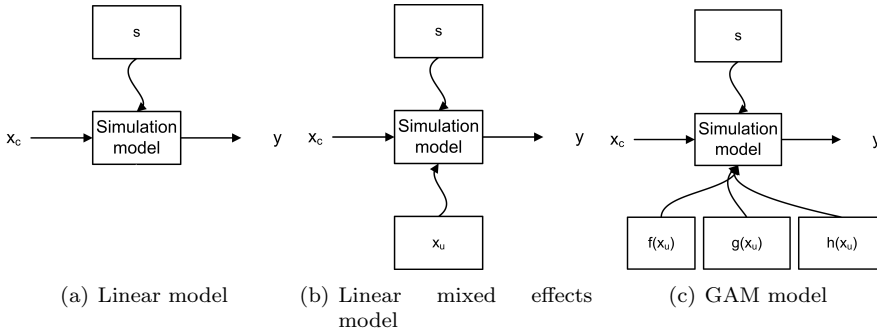 s
x_c
Simulation
model
y
(a) Linear model
s
x_c
Simulation
model
y
x_u
(b) Linear mixed effects
model
s
x_c
Simulation
model
y
f(x_u)
g(x_u)
h(x_u)
(c) GAM model